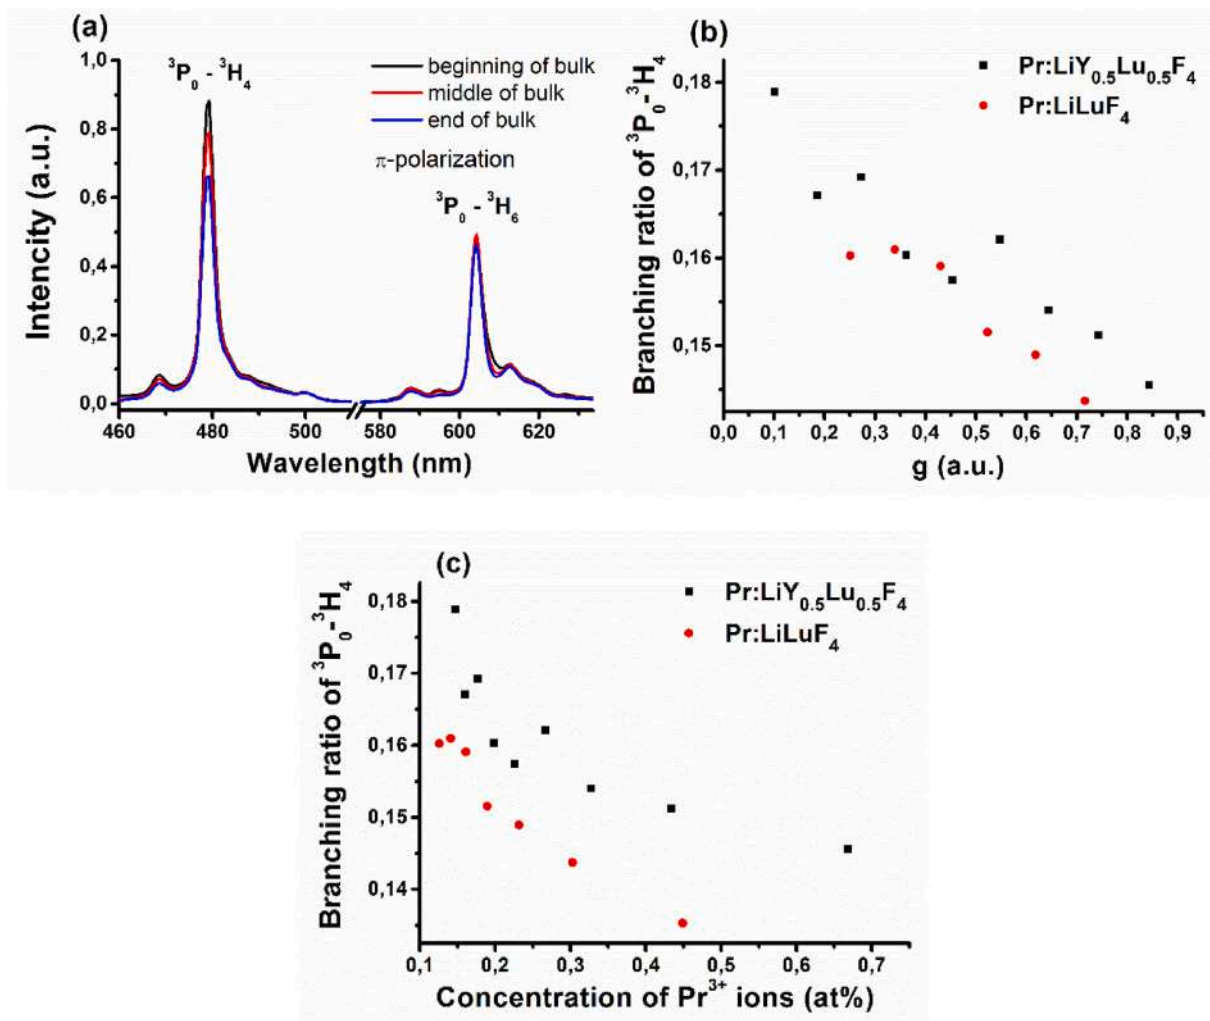 (a)
1,0
0,8
0,6
0,4
0,2
0,0
Intencity (a.u.)
³P₀ - ³H₄
beginning of bulk
middle of bulk
end of bulk
π-polarization
³P₀ - ³H₆
460 480 500 580 600 620
Wavelength (nm)
(b)
Branching ratio of ³P₀-³H₄
0,18
0,17
0,16
0,15
Pr:LiY₀.₅Lu₀.₅F₄
Pr:LiLuF₄
0,0 0,1 0,2 0,3 0,4 0,5 0,6 0,7 0,8 0,9
g (a.u.)
(c)
Branching ratio of ³P₀-³H₄
0,18
0,17
0,16
0,15
0,14
Pr:LiY₀.₅Lu₀.₅F₄
Pr:LiLuF₄
0,1 0,2 0,3 0,4 0,5 0,6 0,7
Concentration of Pr³⁺ ions (at%)